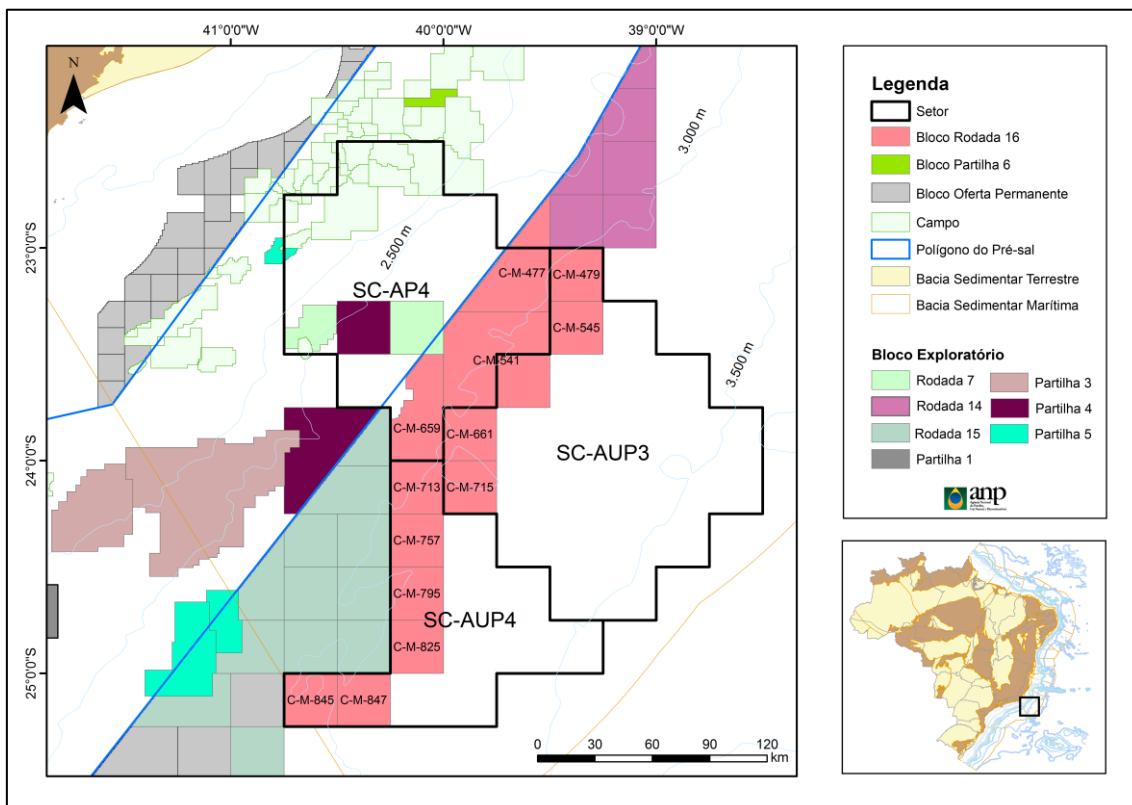 41°0'0"W
40°0'0"W
39°0'0"W
N
3.000 m
2.500 m
23°0'0"S
C-M-477
C-M-479
SC-AP4
C-M-545
C-M-541
3.500 m
C-M-659
C-M-661
SC-AUP3
24°0'0"S
C-M-713
C-M-715
C-M-757
C-M-795
SC-AUP4
C-M-825
25°0'0"S
C-M-845
C-M-847
0 30 60 90 120
km
Legenda
Setor
Bloco Rodada 16
Bloco Partilha 6
Bloco Oferta Permanente
Campo
Polígono do Pré-sal
Bacia Sedimentar Terrestre
Bacia Sedimentar Marítima
Bloco Exploratório
Rodada 7
Partilha 3
Rodada 14
Partilha 4
Rodada 15
Partilha 5
Partilha 1
anp